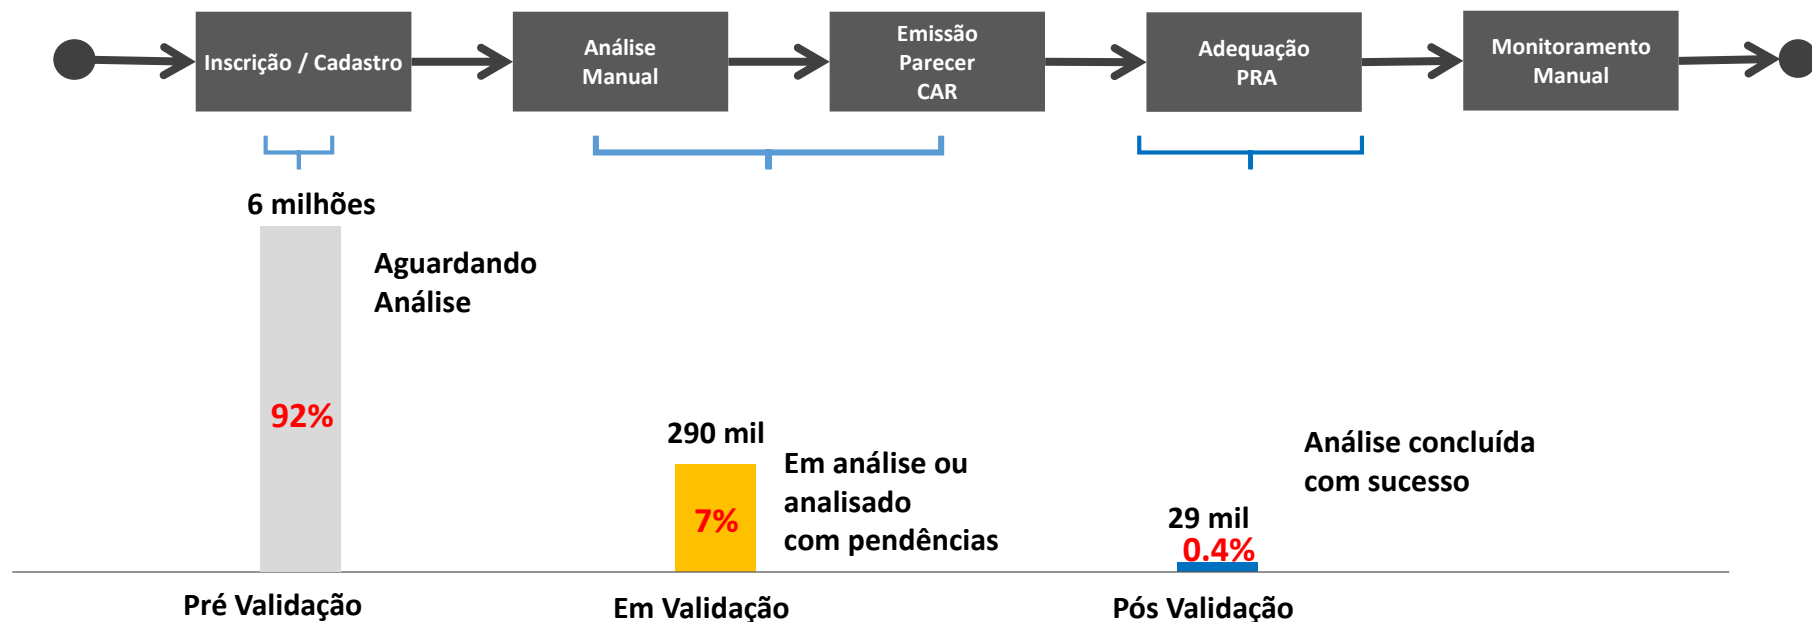 Inscrição / Cadastro
Análise
Manual
Emissão
Parecer
CAR
Adequação
PRA
Monitoramento
Manual
6 milhões
Aguardando
Análise
92%
290 mil
Em análise ou
analisado
com pendências
7%
Análise concluída
com sucesso
29 mil
0.4%
Pré Validação
Em Validação
Pós Validação